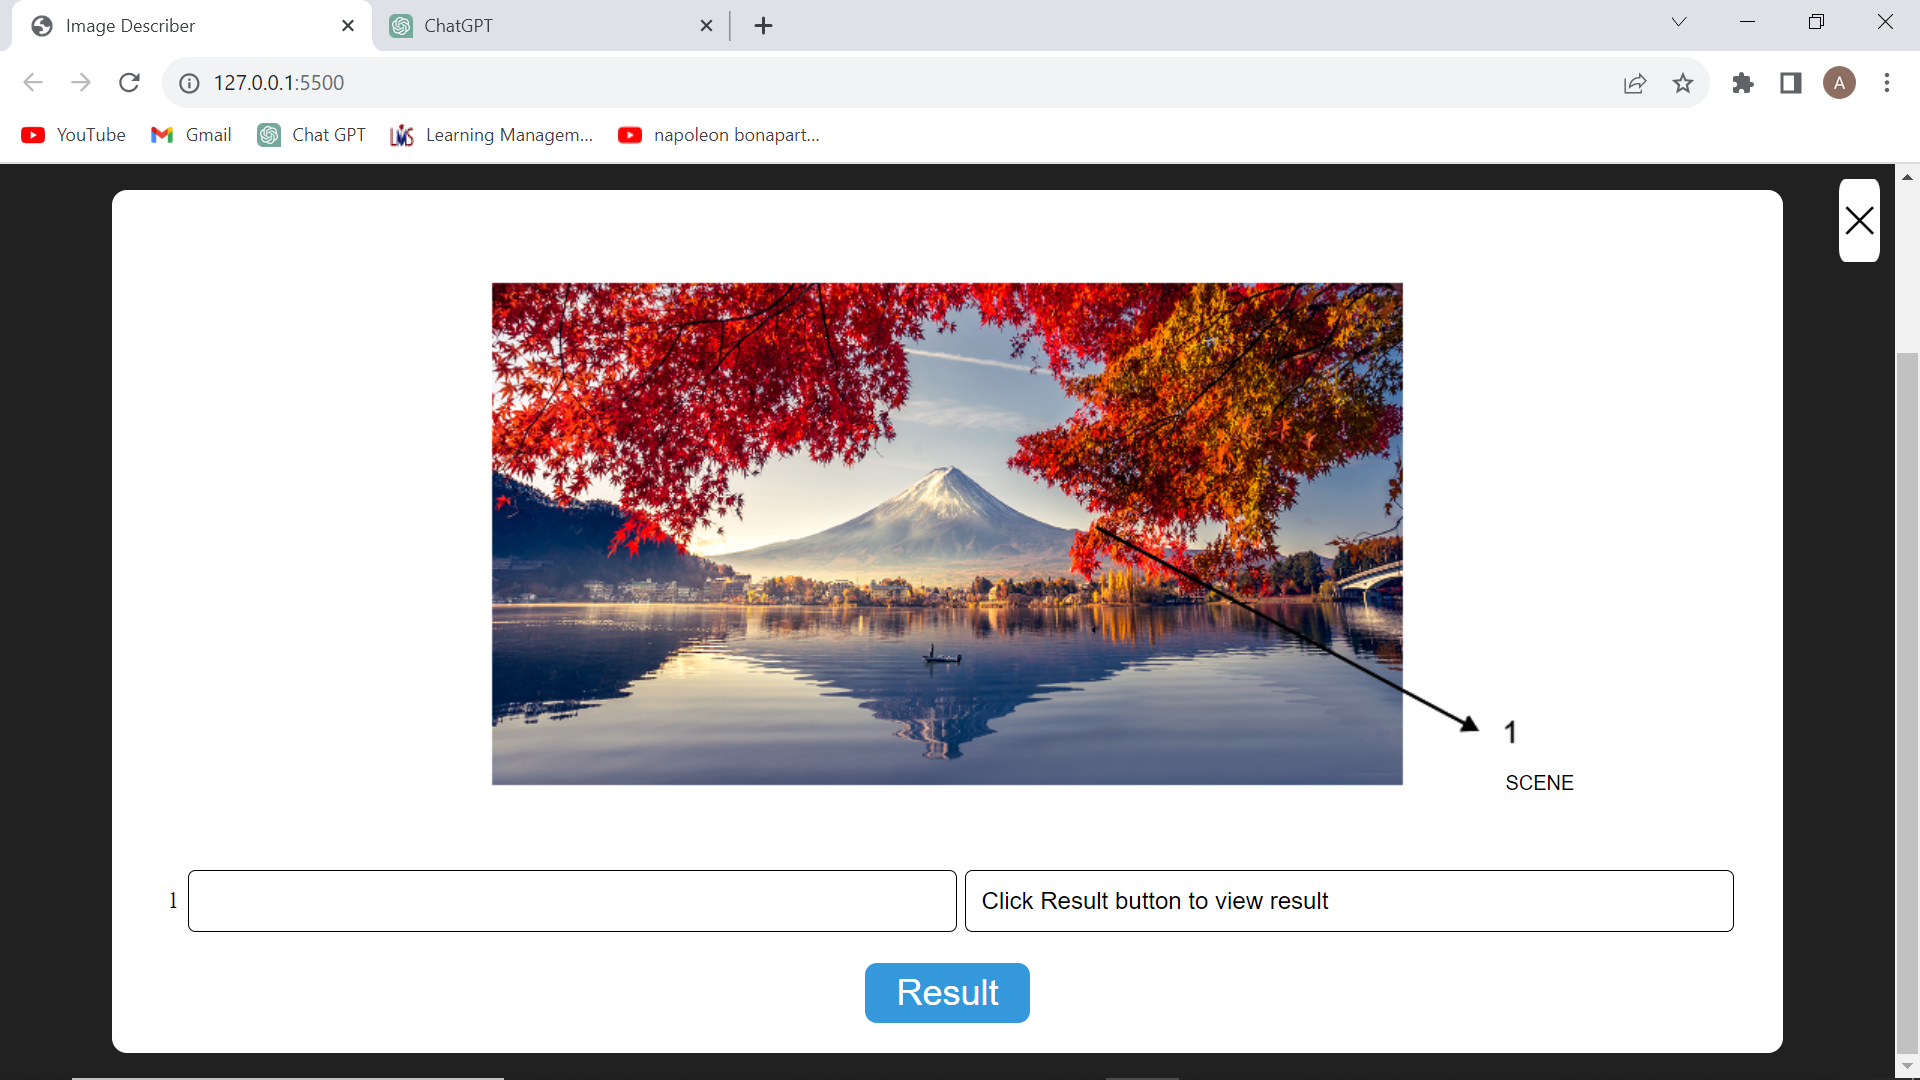 Image Describer
ChatGPT
127.0.0.1:5500
A
YouTube
Gmail
Chat GPT
LMS
Learning Managem...
napoleon bonapart...
1
SCENE
1
Click Result button to view result
Result